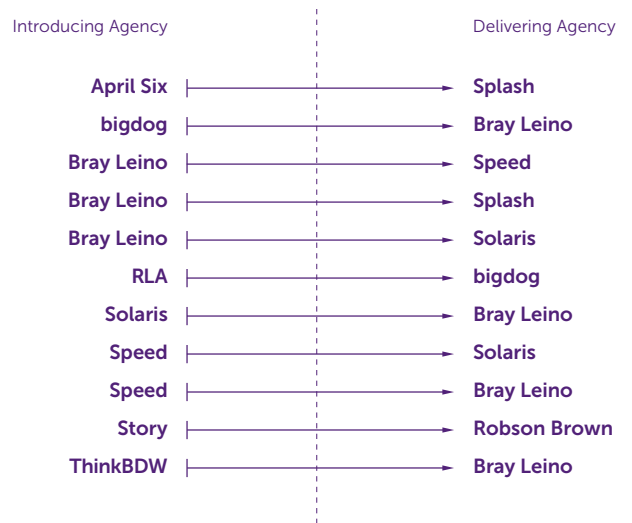 Introducing Agency Delivering Agency
April Six Splash
bigdog Bray Leino
Bray Leino Speed
Bray Leino Splash
Bray Leino Solaris
RLA bigdog
Solaris Bray Leino
Speed Solaris
Speed Bray Leino
Story Robson Brown
ThinkBDW Bray Leino